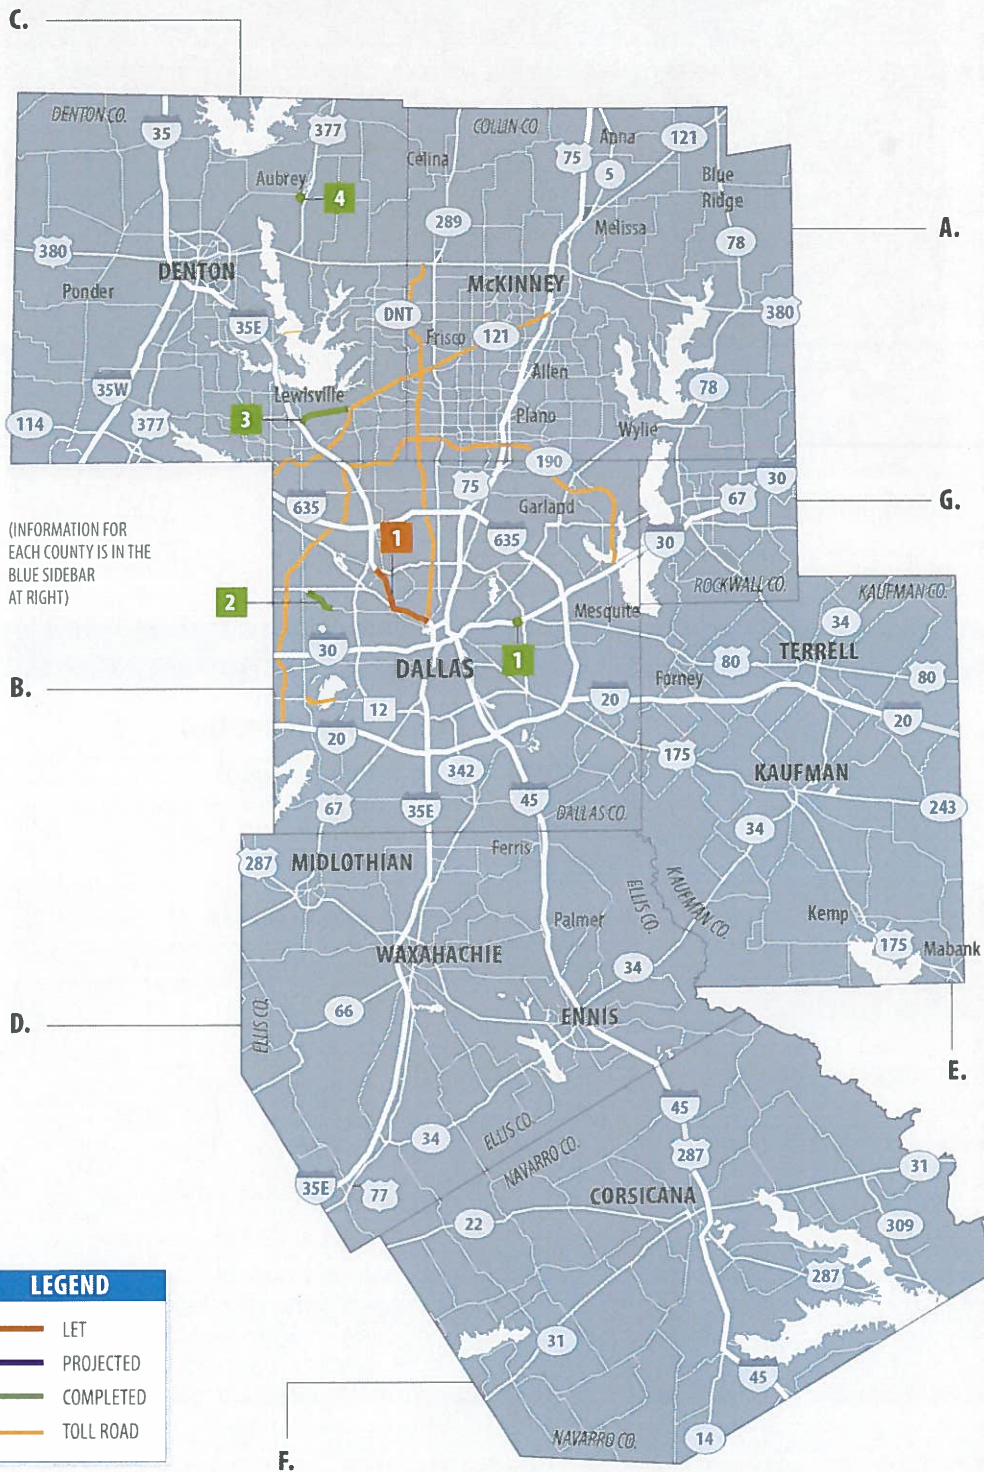 C.
DENTON CO.
35
377
COLLIN CO.
Anna
121
Celina
75
5
Blue
Ridge
Aubrey
4
289
Melissa
78
A.
380
DENTON
McKINNEY
Ponder
DNT
380
35E
Frisco
121
Allen
35W
Lewisville
78
114
377
3
Plano
Wylie
190
30
75
67
G.
635
Garland
(INFORMATION FOR
EACH COUNTY IS IN THE
BLUE SIDEBAR
AT RIGHT)
1
635
30
ROCKWALL CO.
KAUFMAN CO.
2
Mesquite
34
30
1
TERRELL
DALLAS
80
80
B.
Forney
12
20
20
20
175
342
KAUFMAN
67
35E
45
DALLAS CO.
243
34
287
MIDLOTHIAN
Ferris
ELLIS CO.
KAUFMAN CO.
Palmer
Kemp
WAXAHACHIE
175
Mabank
34
D.
ELLIS CO.
66
ENNIS
E.
45
34
ELLIS CO.
NAVARRO CO.
287
31
35E
77
CORSICANA
22
309
287
LEGEND
LET
PROJECTED
COMPLETED
TOLL ROAD
31
45
F.
NAVARRO CO.
14